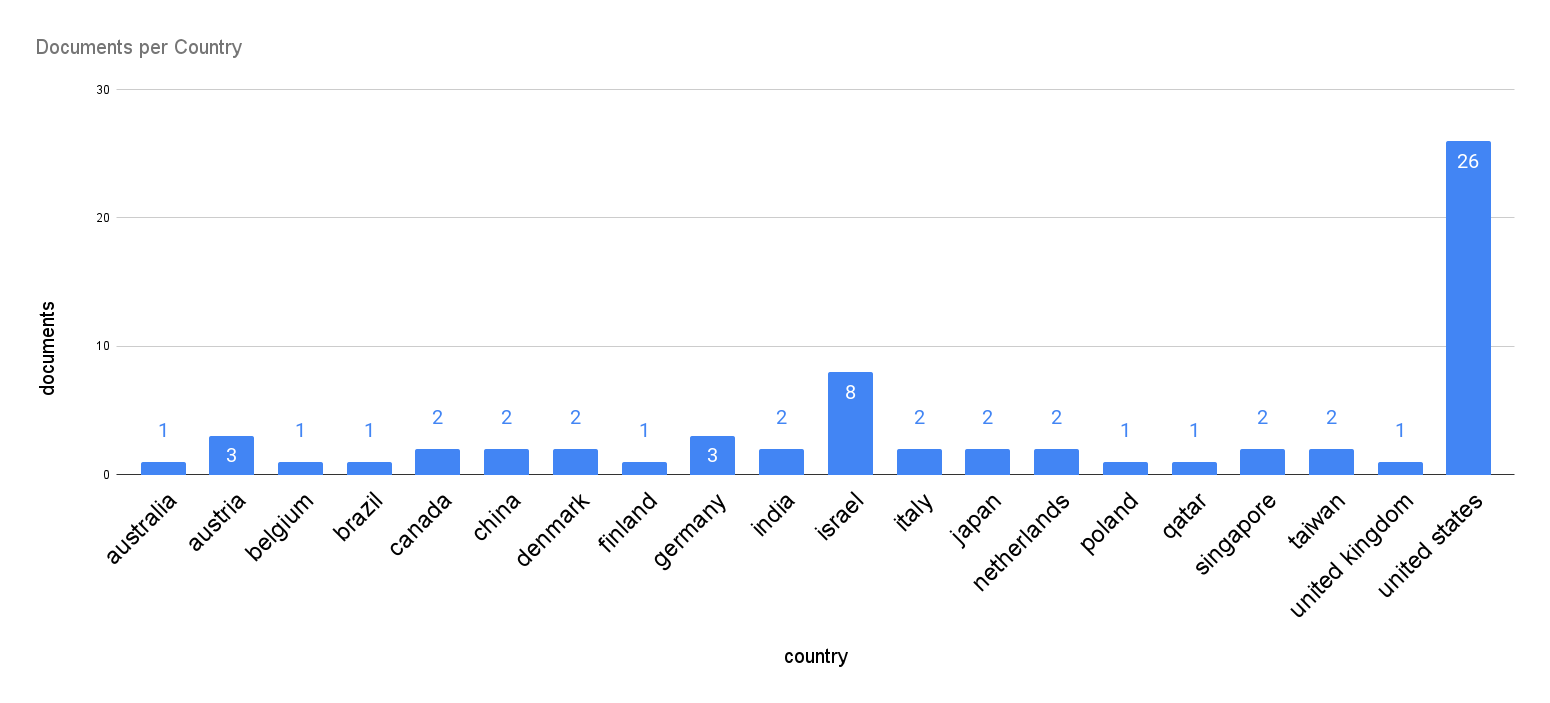 Documents per Country
30
20
10
0
documents
1
3
1
1
2
2
2
1
3
2
8
2
2
2
1
1
2
2
1
26
australia
austria
belgium
brazil
canada
china
denmark
finland
germany
india
israel
italy
japan
netherlands
poland
qatar
singapore
taiwan
united kingdom
united states
country